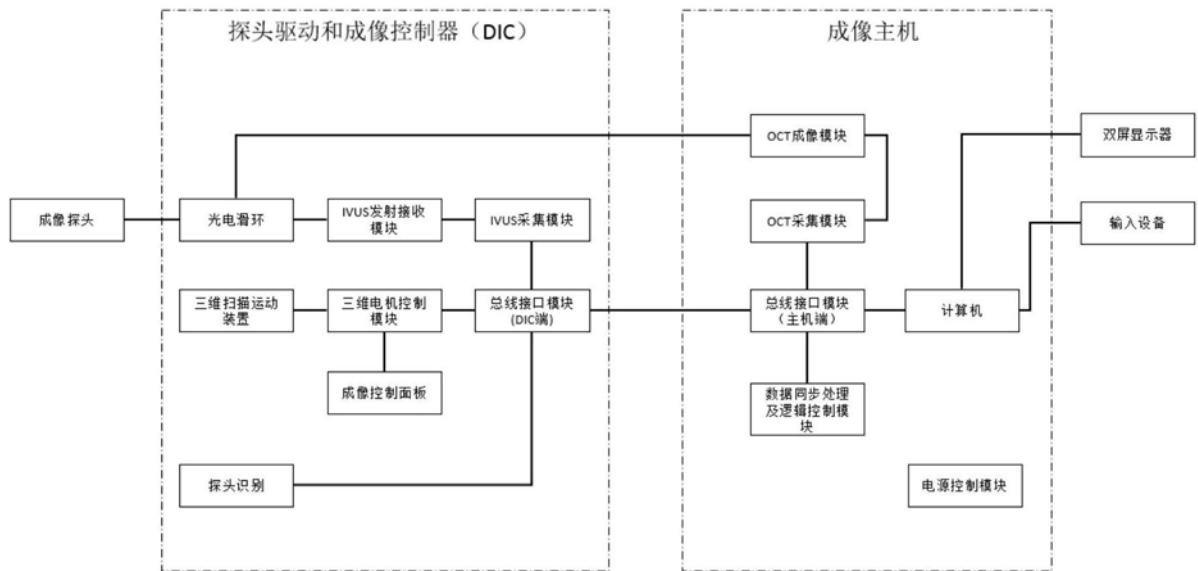 探头驱动和成像控制器（DIC）
成像主机
OCT成像模块
双屏显示器
成像探头
光电滑环
IVUS发射接收
模块
IVUS采集模块
OCT采集模块
输入设备
三维扫描运动
装置
三维电机控制
模块
总线接口模块
(DIC端)
总线接口模块
（主机端）
计算机
成像控制面板
数据同步处理
及逻辑控制模
块
探头识别
电源控制模块